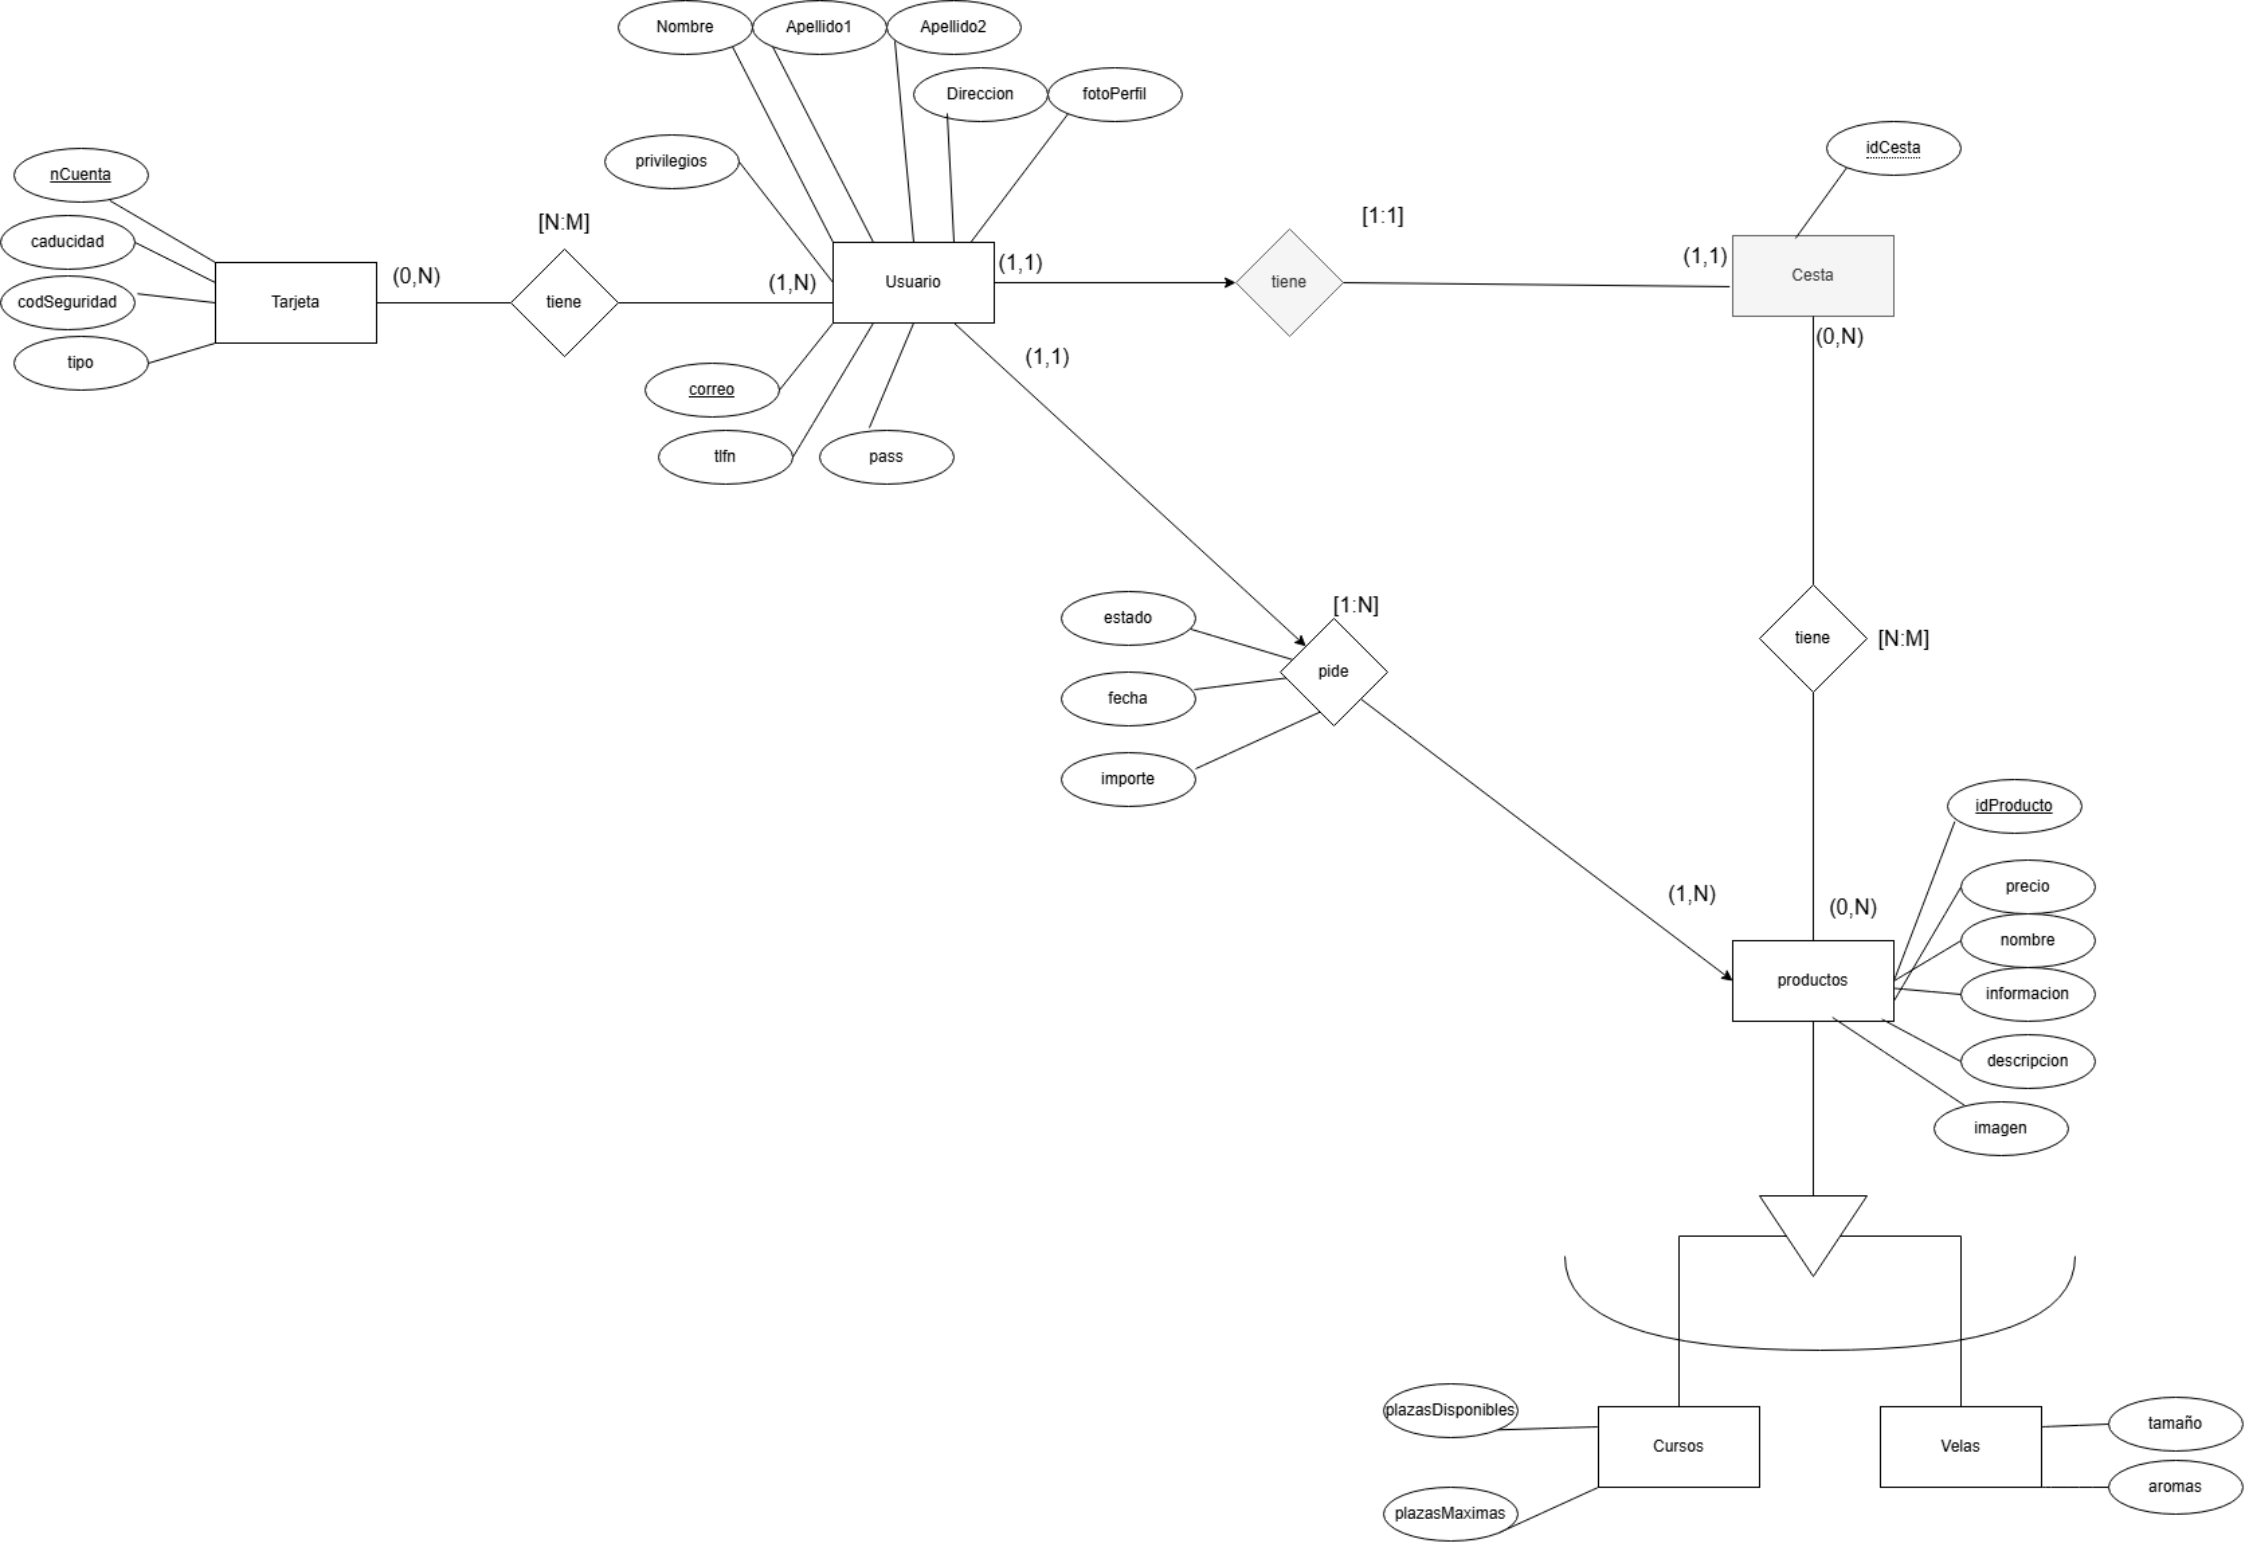 Nombre
Apellido1
Apellido2
Direccion
fotoPerfil
idCesta
privilegios
nCuenta
[N:M]
[1:1]
caducidad
(0,N)
(1,N)
Usuario
(1,1)
tiene
(1,1)
Cesta
codSeguridad
Tarjeta
tiene
(0,N)
tipo
(1,1)
correo
tlfn
pass
estado
[1:N]
tiene
[N:M]
fecha
pide
importe
idProducto
(1,N)
(0,N)
precio
nombre
productos
informacion
descripcion
imagen
plazasDisponibles
Cursos
Velas
tamaño
plazasMaximas
aromas